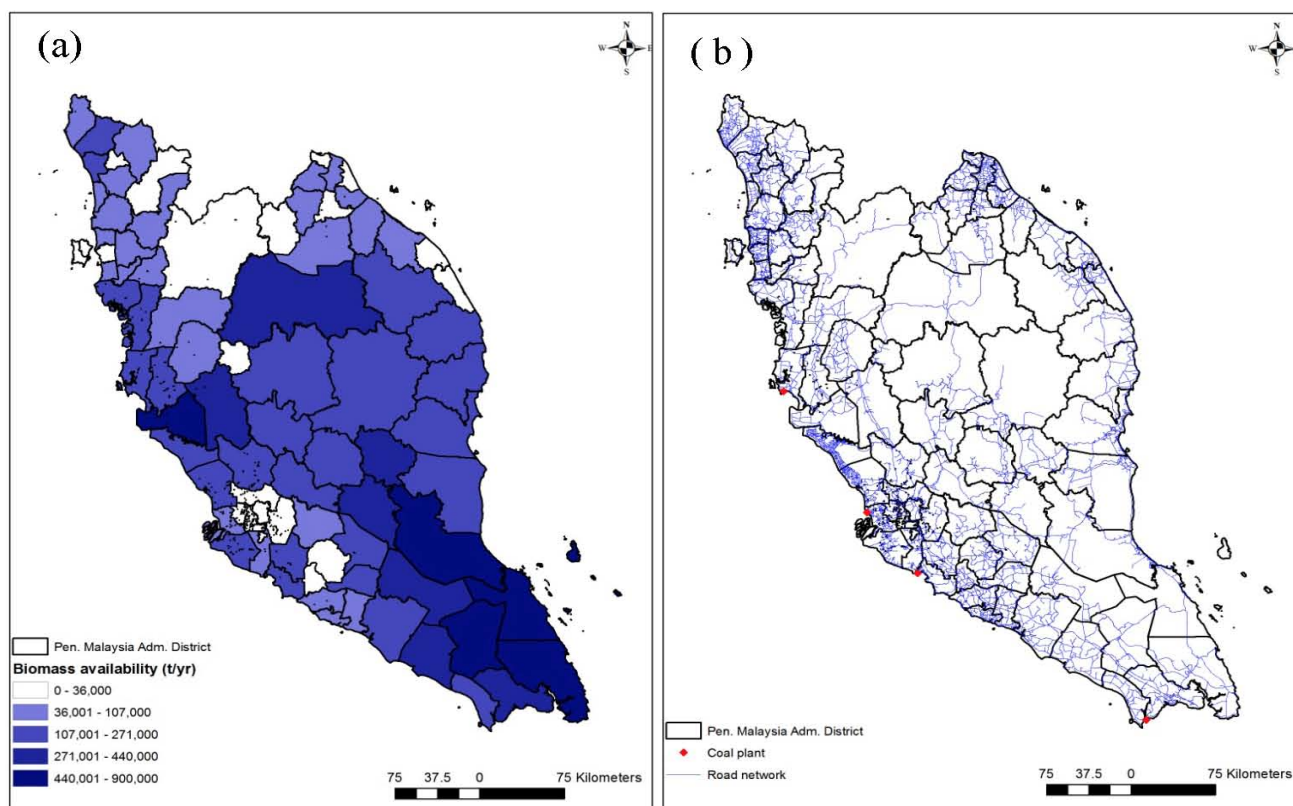 (a)
N
W E
S
Pen. Malaysia Adm. District
Biomass availability (t/yr)
0 - 36,000
36,001 - 107,000
107,001 - 271,000
271,001 - 440,000
440,001 - 900,000
75 37.5 0 75 Kilometers
( b )
N
W E
S
Pen. Malaysia Adm. District
Coal plant
Road network
75 37.5 0 75 Kilometers